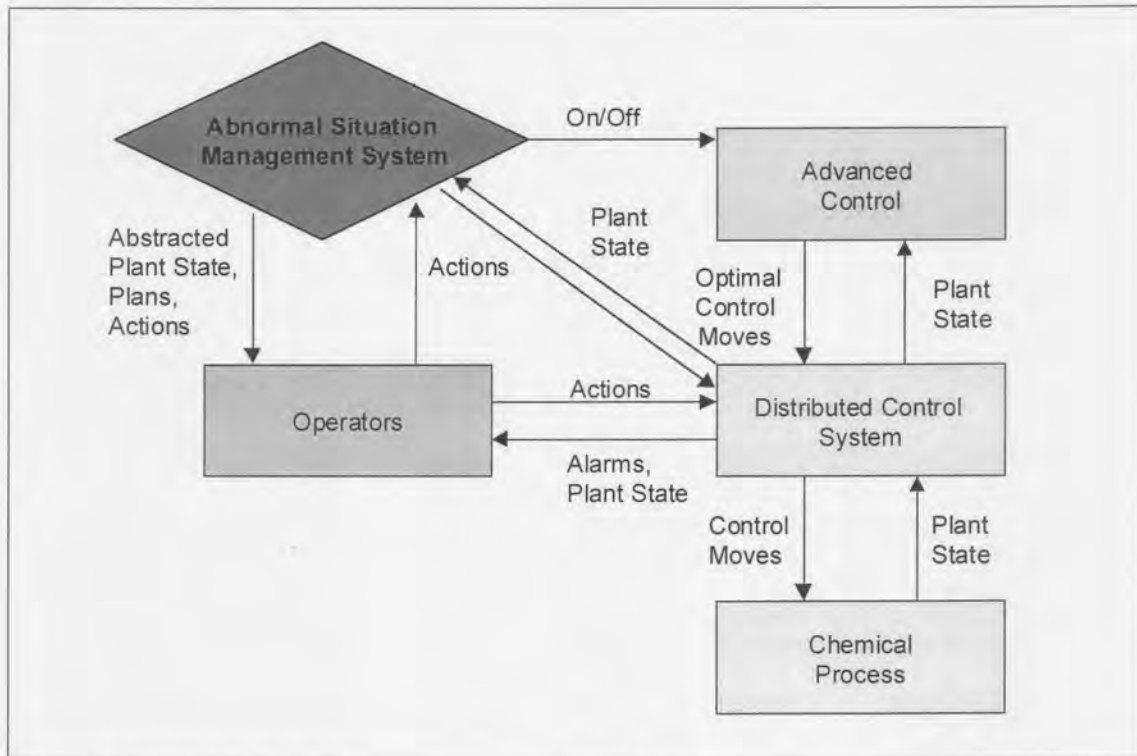 Abnormal Situation
Management System
On/Off
Advanced
Control
Abstracted
Plant State,
Plans,
Actions
Actions
Plant
State
Optimal
Control
Moves
Plant
State
Operators
Actions
Distributed Control
System
Alarms,
Plant State
Control
Moves
Plant
State
Chemical
Process